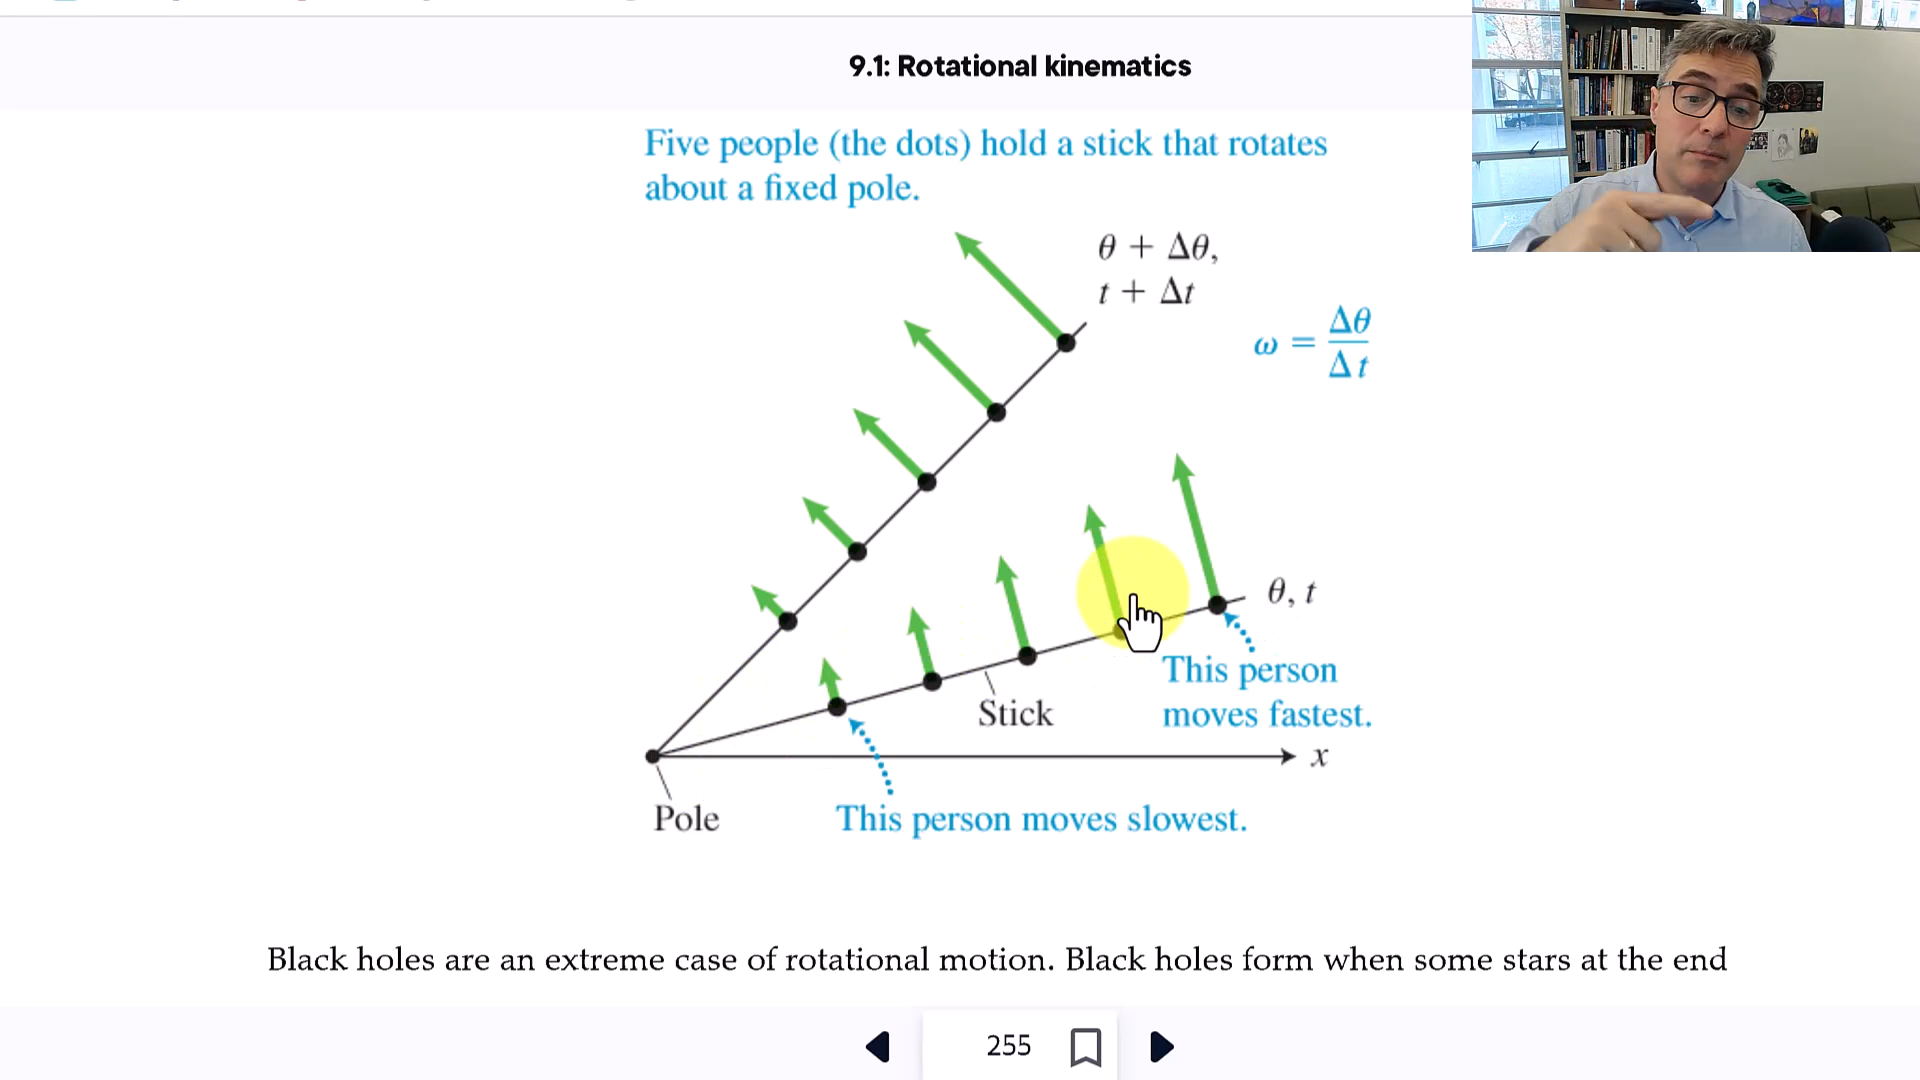 9.1: Rotational kinematics
Five people (the dots) hold a stick that rotates
about a fixed pole.
θ + Δθ,
t + Δt
ω = Δθ/Δt
θ, t
This person
moves fastest.
Stick
x
Pole
This person moves slowest.
Black holes are an extreme case of rotational motion. Black holes form when some stars at the end
255